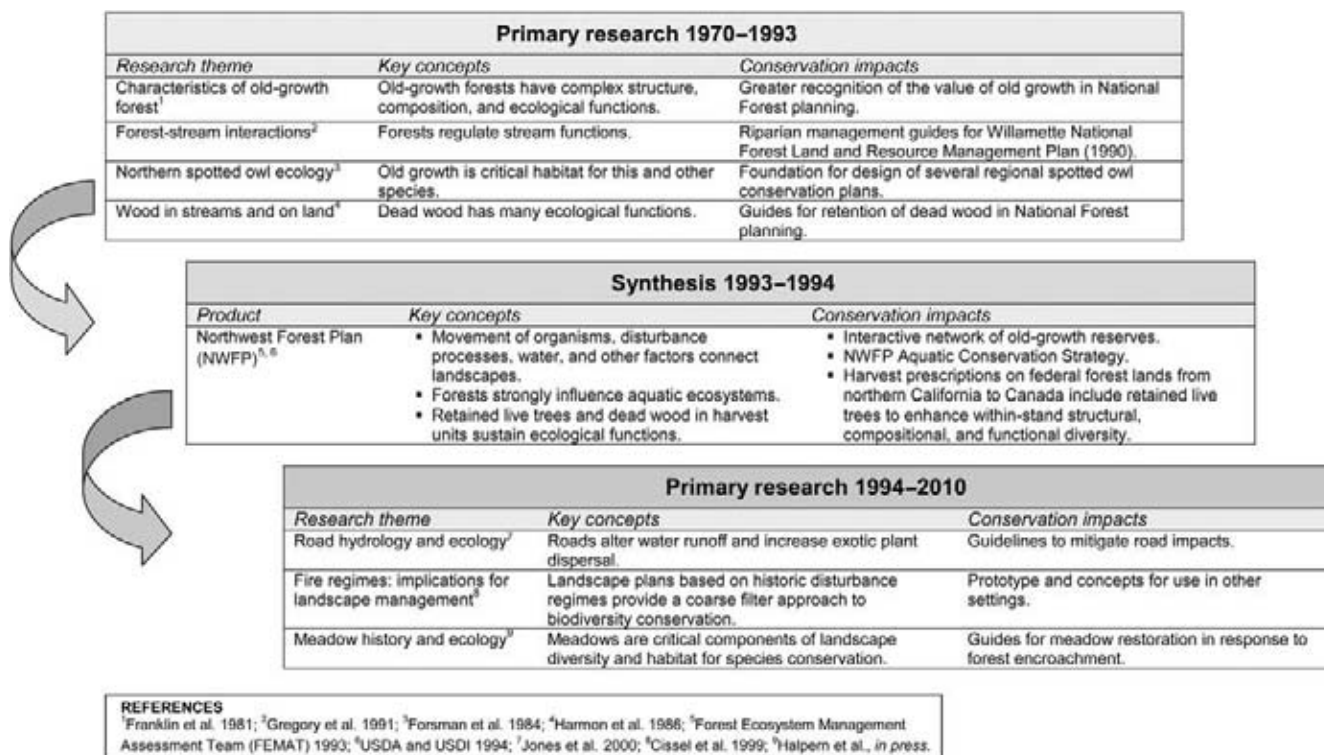 Primary research 1970–1993
Research theme Key concepts Conservation impacts
Characteristics of old-growth forest1 Old-growth forests have complex structure, composition, and ecological functions. Greater recognition of the value of old growth in National Forest planning.
Forest-stream interactions2 Forests regulate stream functions. Riparian management guides for Willamette National Forest Land and Resource Management Plan (1990).
Northern spotted owl ecology3 Old growth is critical habitat for this and other species. Foundation for design of several regional spotted owl conservation plans.
Wood in streams and on land4 Dead wood has many ecological functions. Guides for retention of dead wood in National Forest planning.
Synthesis 1993–1994
Product Key concepts Conservation impacts
Northwest Forest Plan (NWFP)5, 6
▪ Movement of organisms, disturbance
processes, water, and other factors connect
landscapes.
▪ Forests strongly influence aquatic ecosystems.
▪ Retained live trees and dead wood in harvest
units sustain ecological functions.
▪ Interactive network of old-growth reserves.
▪ NWFP Aquatic Conservation Strategy.
▪ Harvest prescriptions on federal forest lands from
northern California to Canada include retained live
trees to enhance within-stand structural,
compositional, and functional diversity.
Primary research 1994–2010
Research theme Key concepts Conservation impacts
Road hydrology and ecology7 Roads alter water runoff and increase exotic plant dispersal. Guidelines to mitigate road impacts.
Fire regimes: implications for landscape management8 Landscape plans based on historic disturbance regimes provide a coarse filter approach to biodiversity conservation. Prototype and concepts for use in other settings.
Meadow history and ecology9 Meadows are critical components of landscape diversity and habitat for species conservation. Guides for meadow restoration in response to forest encroachment.
REFERENCES
1Franklin et al. 1981; 2Gregory et al. 1991; 3Forsman et al. 1984; 4Harmon et al. 1986; 5Forest Ecosystem Management
Assessment Team (FEMAT) 1993; 6USDA and USDI 1994; 7Jones et al. 2000; 8Cissel et al. 1999; 9Halpern et al., in press.